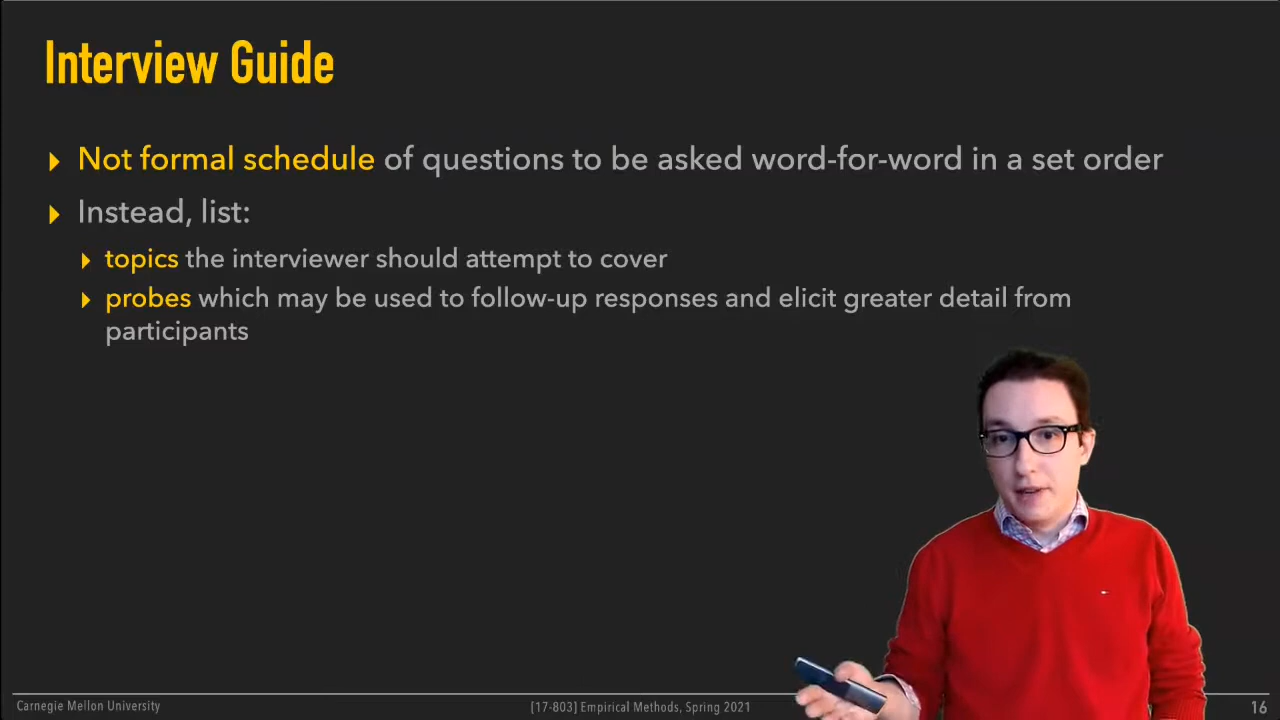 Interview Guide
Not formal schedule of questions to be asked word-for-word in a set order
Instead, list:
topics the interviewer should attempt to cover
probes which may be used to follow-up responses and elicit greater detail from
participants
Carnegie Mellon University
[17-803] Empirical Methods, Spring 2021
16